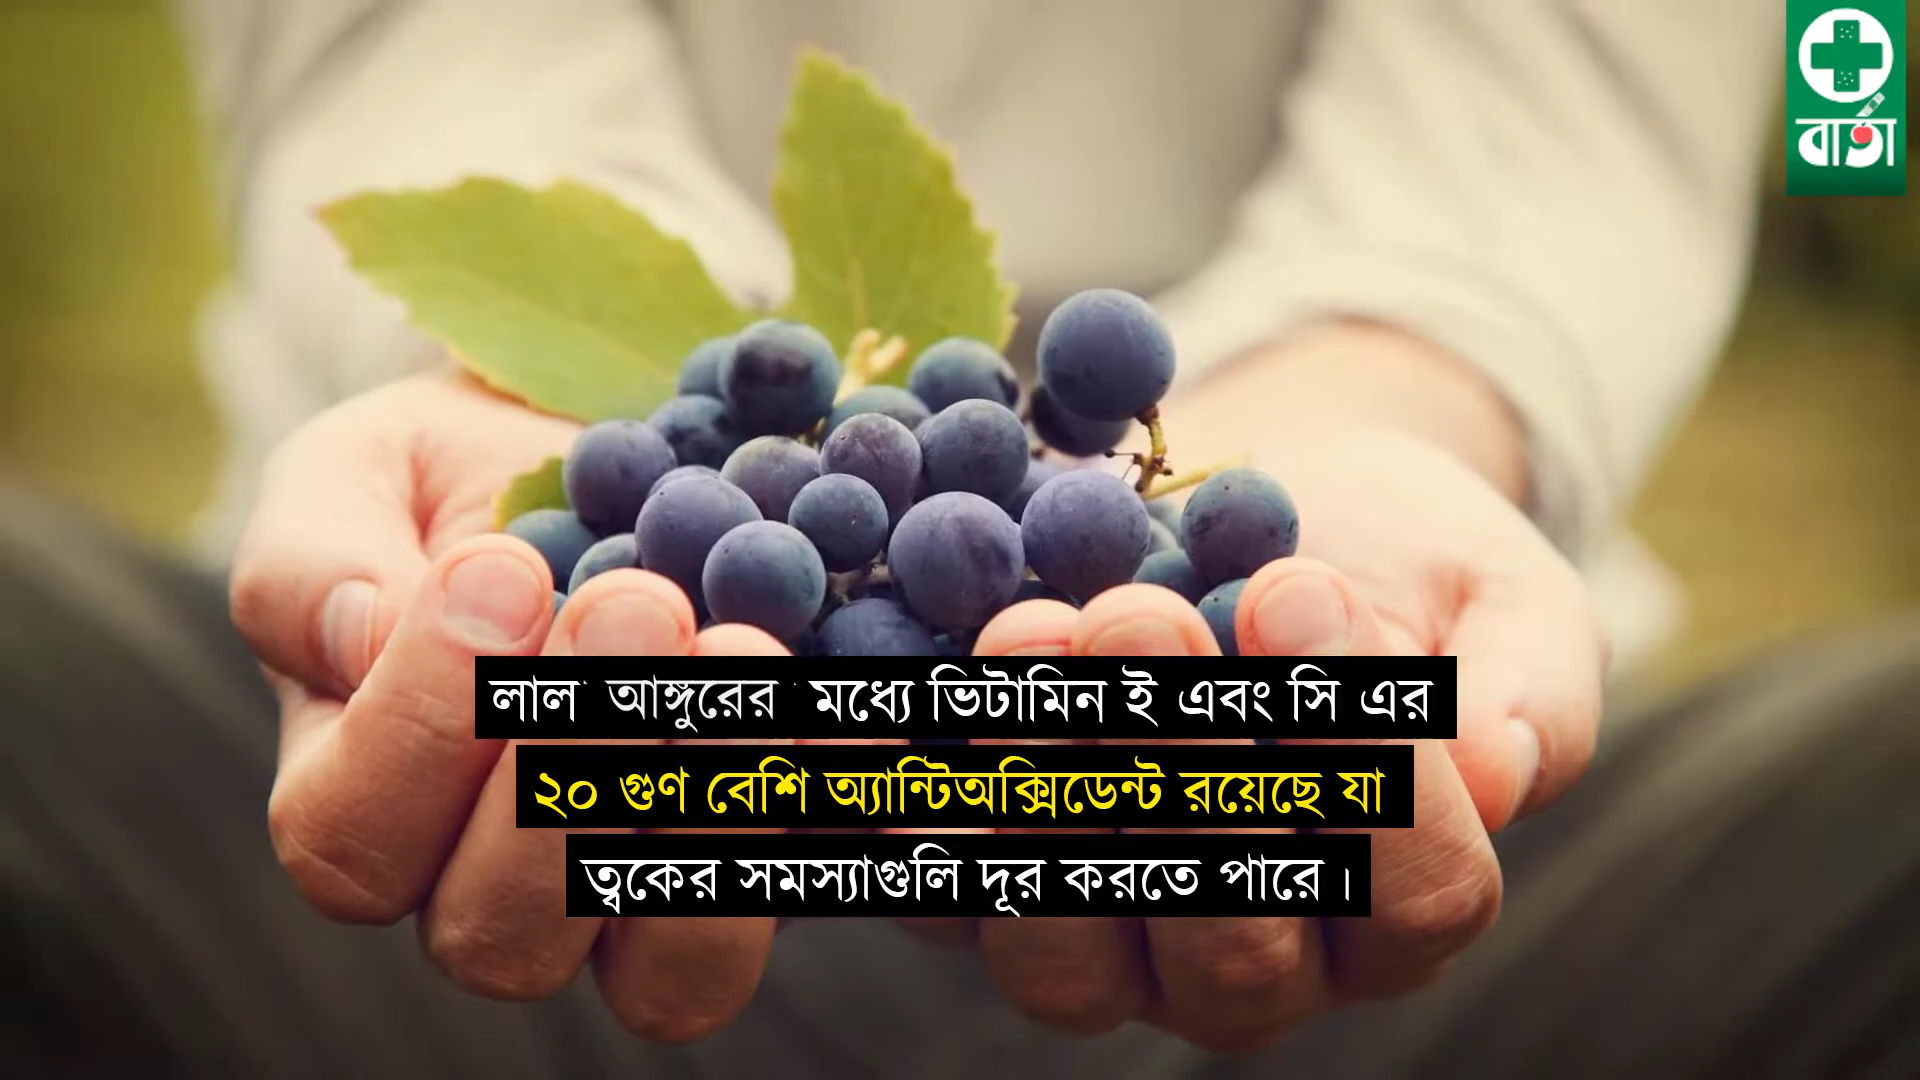 বার্তা
লাল আঙ্গুরের মধ্যে ভিটামিন ই এবং সি এর
২০ গুণ বেশি অ্যান্টিঅক্সিডেন্ট রয়েছে যা
ত্বকের সমস্যাগুলি দূর করতে পারে।